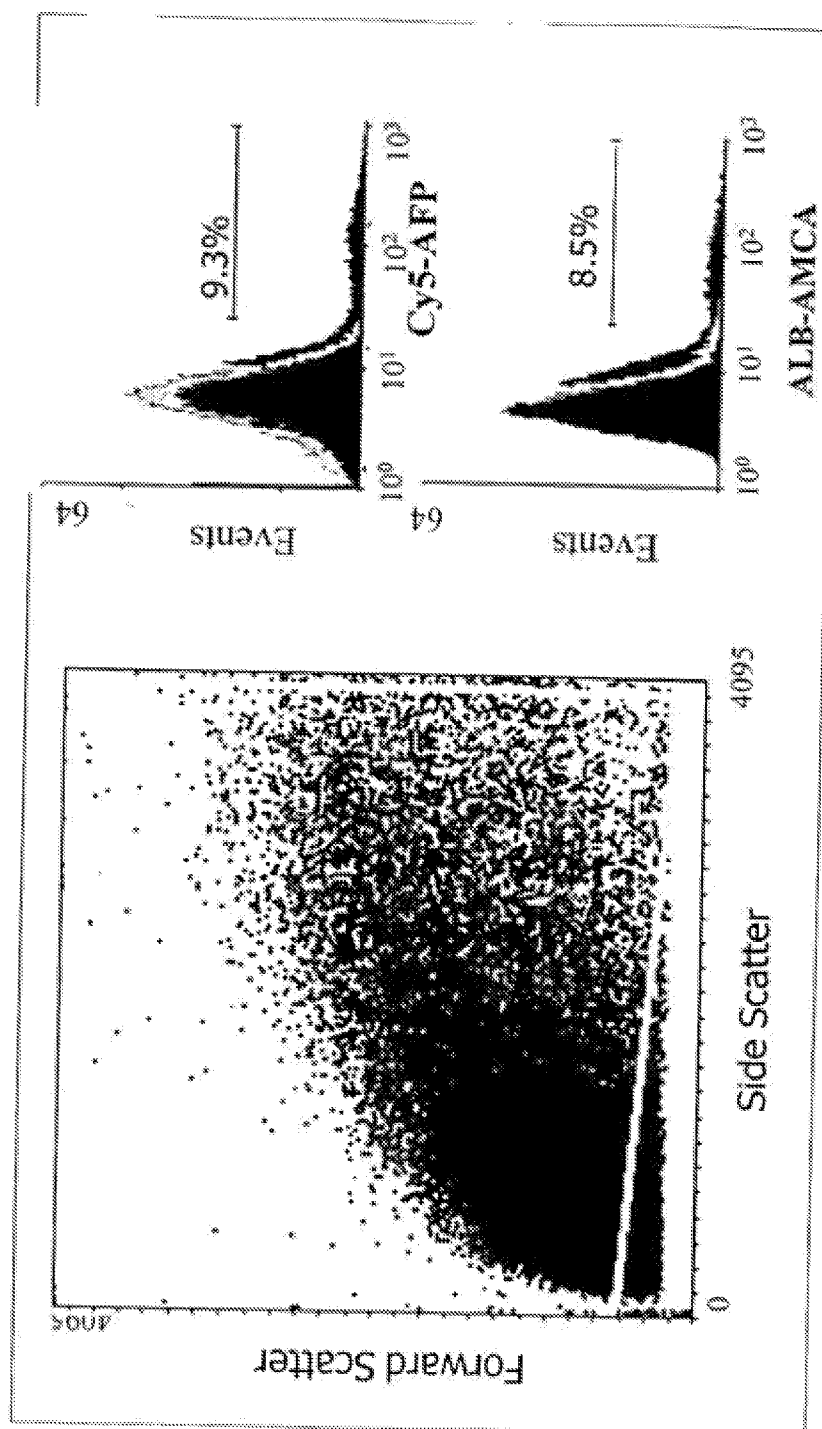 4095
Forward Scatter
0
4095
Side Scatter
64
Events
9.3%
10⁰
10¹
10²
10³
Cy5-AFP
64
Events
8.5%
10⁰
10¹
10²
10³
ALB-AMCA